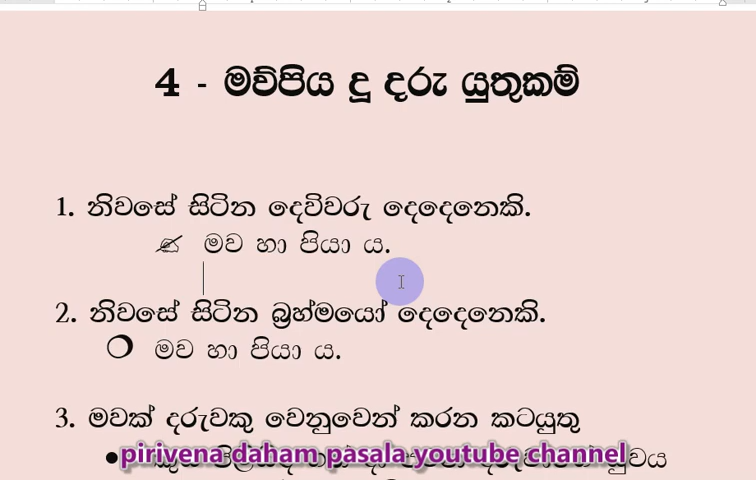 4 - මව්පිය දූ දරු යුතුකම්
1. නිවසේ සිටින දෙවිවරු දෙදෙනෙකි.
මව හා පියා ය.
2. නිවසේ සිටින බ්‍රහ්මයෝ දෙදෙනෙකි.
මව හා පියා ය.
3. මවක් දරුවකු වෙනුවෙන් කරන කටයුතු
pirivena daham pasala youtube channel